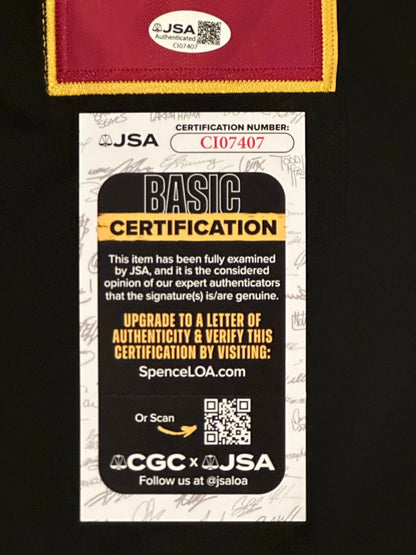 JSA
Authenticated
CI07407
JSA
CERTIFICATION NUMBER:
CI07407
BASIC
CERTIFICATION
This item has been fully examined
by JSA, and it is the considered
opinion of our expert authenticators
that the signature(s) is/are genuine.
UPGRADE TO A LETTER OF
AUTHENTICITY & VERIFY THIS
CERTIFICATION BY VISITING:
SpenceLOA.com
Or Scan
CGC x JSA
Follow us at @jsaloa